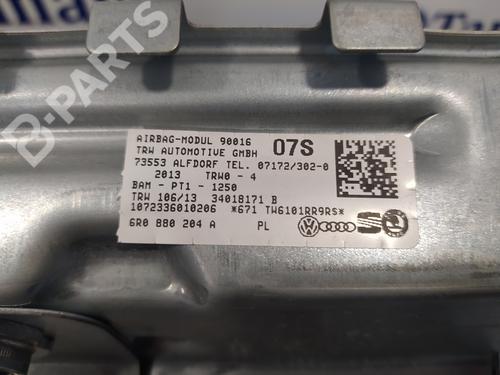 AIRBAG-MODUL 90016 07S
TRW AUTOMOTIVE GMBH
73553 ALFDORF TEL. 07172/302-0
2013 TRW0 - 4
BAM - PT1 - 1250
TRW 106/13 34018171 B
1072336010206 *671 TW6101RR9RS*
6R0 880 204 A PL